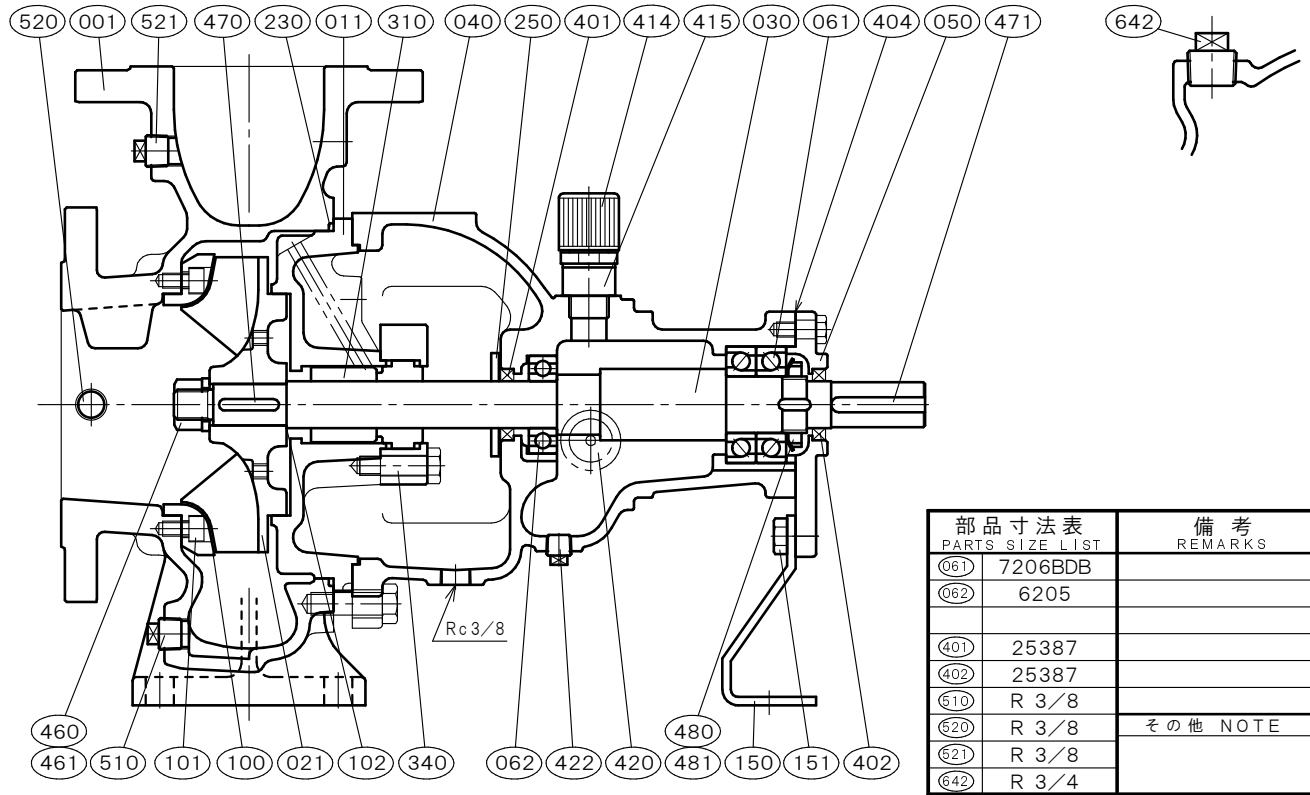 520 001 521 470 230 011 310 040 250 401 414 415 030 061 404 050 471 642
Rc3/8
460
461 510 101 100 021 102 340 062 422 420 480
481 150 151 402
部品寸法表 備考
PARTS SIZE LIST REMARKS
061 7206BDB
062 6205
401 25387
402 25387
510 R 3/8
520 R 3/8 その他 NOTE
521 R 3/8
642 R 3/4